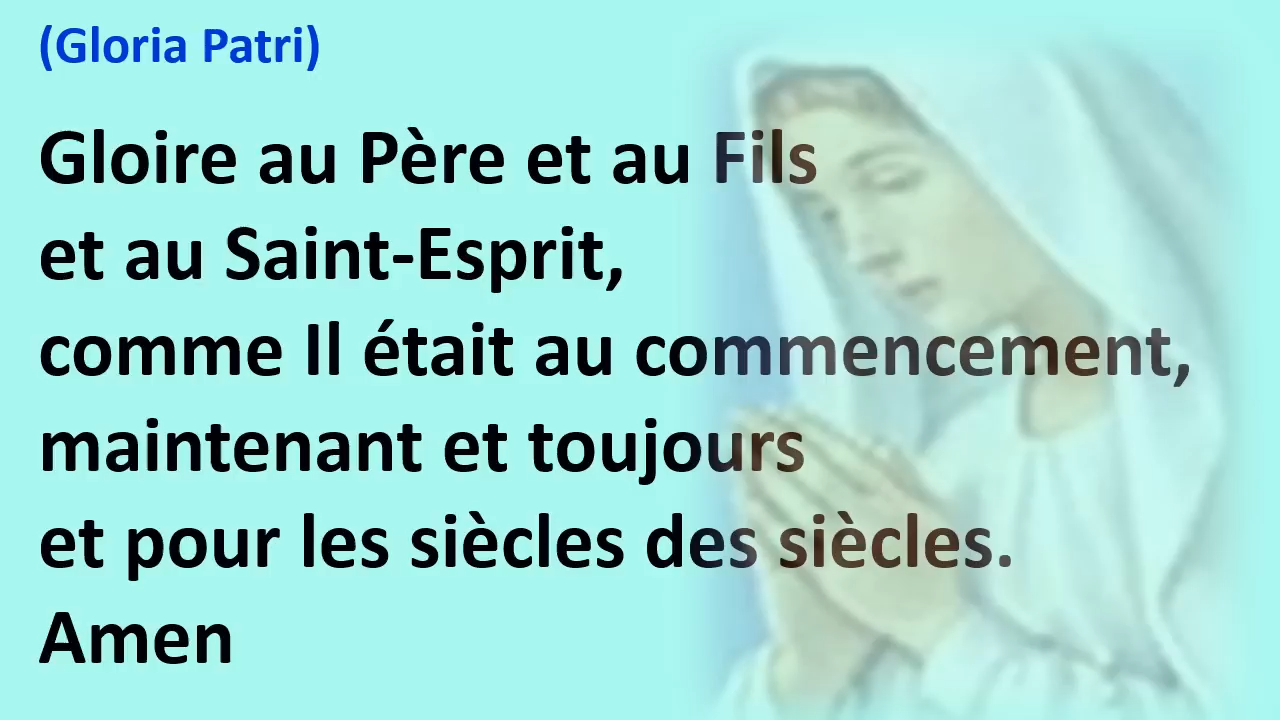 (Gloria Patri)
Gloire au Père et au Fils
et au Saint-Esprit,
comme Il était au commencement,
maintenant et toujours
et pour les siècles des siècles.
Amen